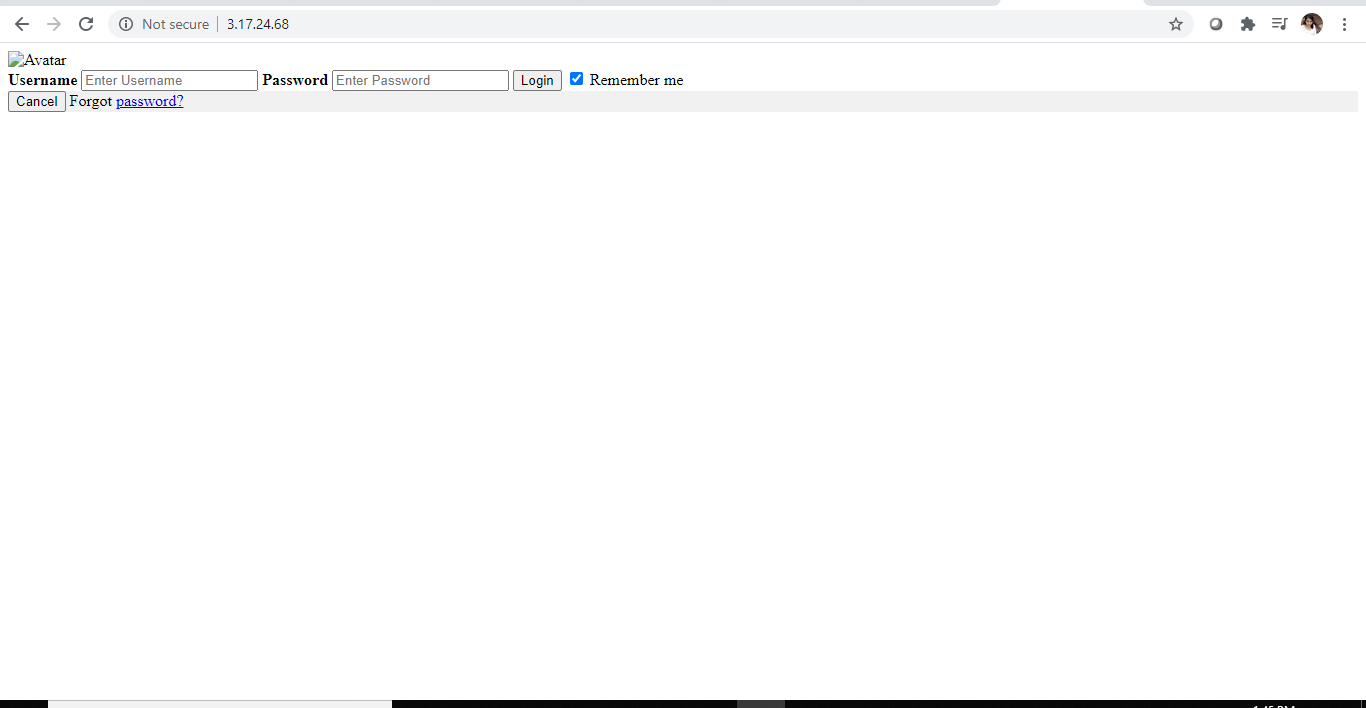 Not secure 3.17.24.68
Avatar
Username Enter Username Password Enter Password Login Remember me
Cancel Forgot password?